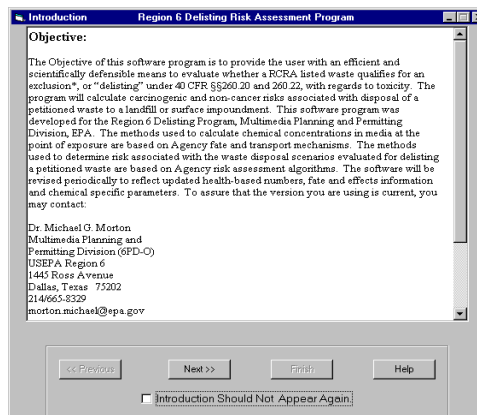 Introduction Region 6 Delisting Risk Assessment Program
Objective:
The Objective of this software program is to provide the user with an efficient and
scientifically defensible means to evaluate whether a RCRA listed waste qualifies for an
exclusion*, or “delisting” under 40 CFR §§260.20 and 260.22, with regards to toxicity. The
program will calculate carcinogenic and non-cancer risks associated with disposal of a
petitioned waste to a landfill or surface impoundment. This software program was
developed for the Region 6 Delisting Program, Multimedia Planning and Permitting
Division, EPA. The methods used to calculate chemical concentrations in media at the
point of exposure are based on Agency fate and transport mechanisms. The methods
used to determine risk associated with the waste disposal scenarios evaluated for delisting
a petitioned waste are based on Agency risk assessment algorithms. The software will be
revised periodically to reflect updated health-based numbers, fate and effects information
and chemical specific parameters. To assure that the version you are using is current, you
may contact:
Dr. Michael G. Morton
Multimedia Planning and
Permitting Division (6PD-O)
USEPA Region 6
1445 Ross Avenue
Dallas, Texas 75202
214/665-8329
morton.michael@epa.gov
<< Previous Next >> Finish Help
Introduction Should Not Appear Again.